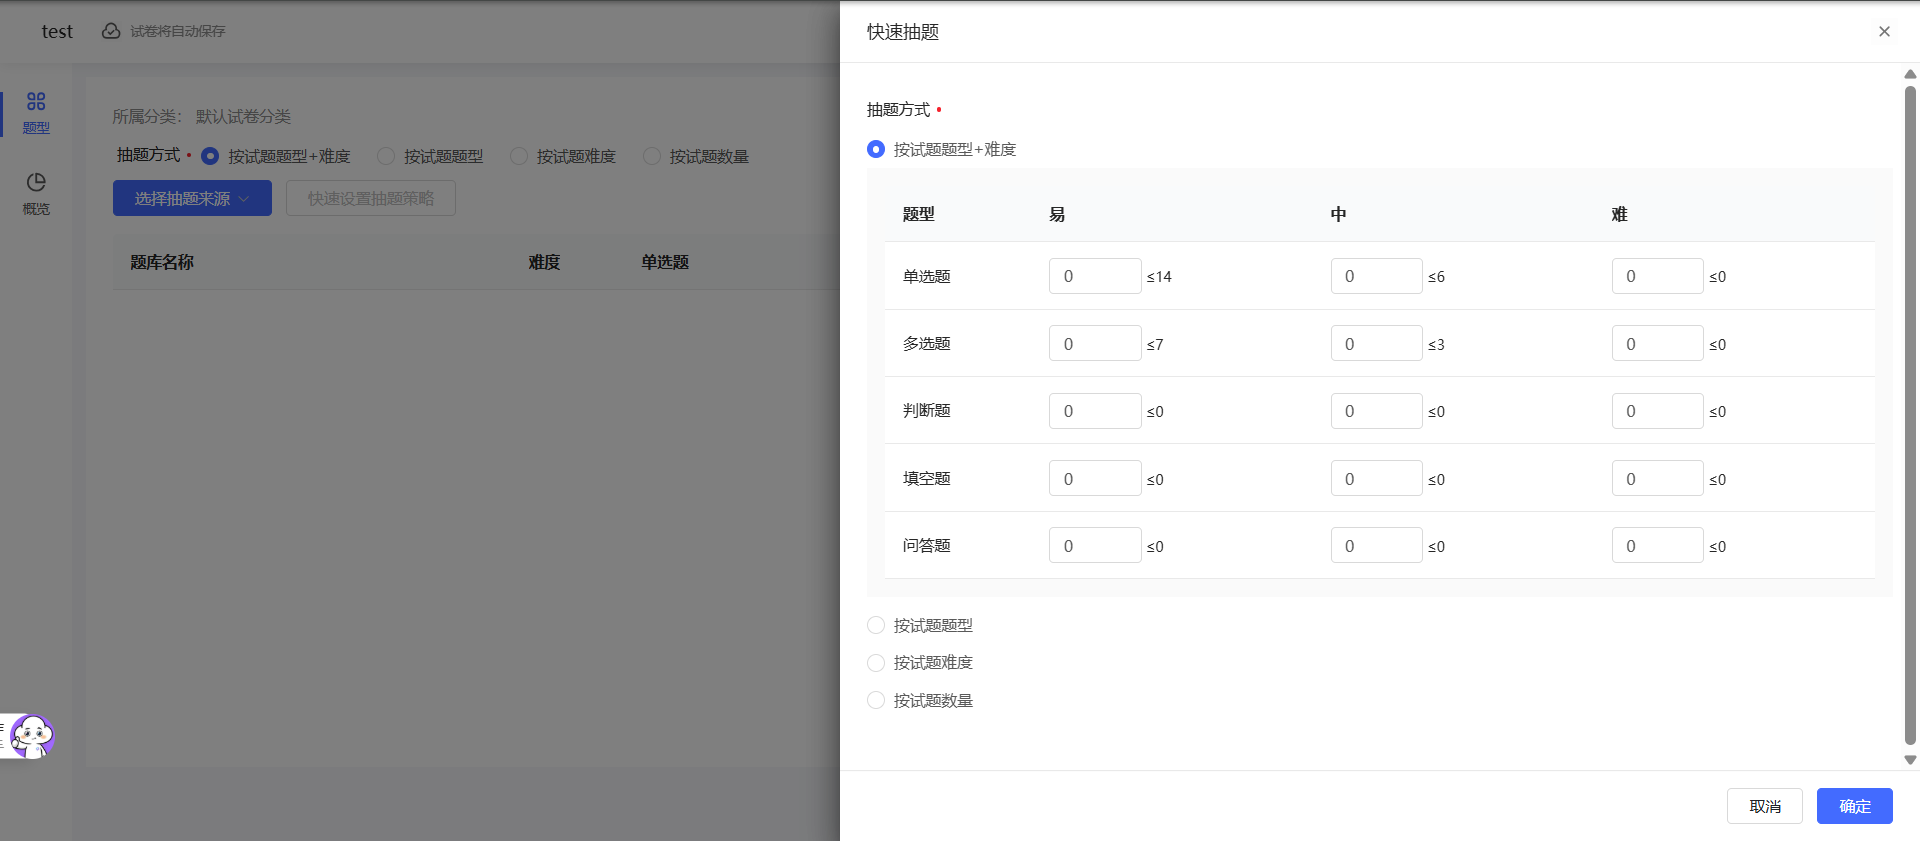 test 试卷将自动保存
题型
概览
所属分类： 默认试卷分类
抽题方式 • 按试题题型+难度 按试题题型 按试题难度 按试题数量
选择抽题来源 快速设置抽题策略
题库名称 难度 单选题
快速抽题
抽题方式 •
按试题题型+难度
题型 易 中 难
单选题 0 ≤14 0 ≤6 0 ≤0
多选题 0 ≤7 0 ≤3 0 ≤0
判断题 0 ≤0 0 ≤0 0 ≤0
填空题 0 ≤0 0 ≤0 0 ≤0
问答题 0 ≤0 0 ≤0 0 ≤0
按试题题型
按试题难度
按试题数量
取消 确定